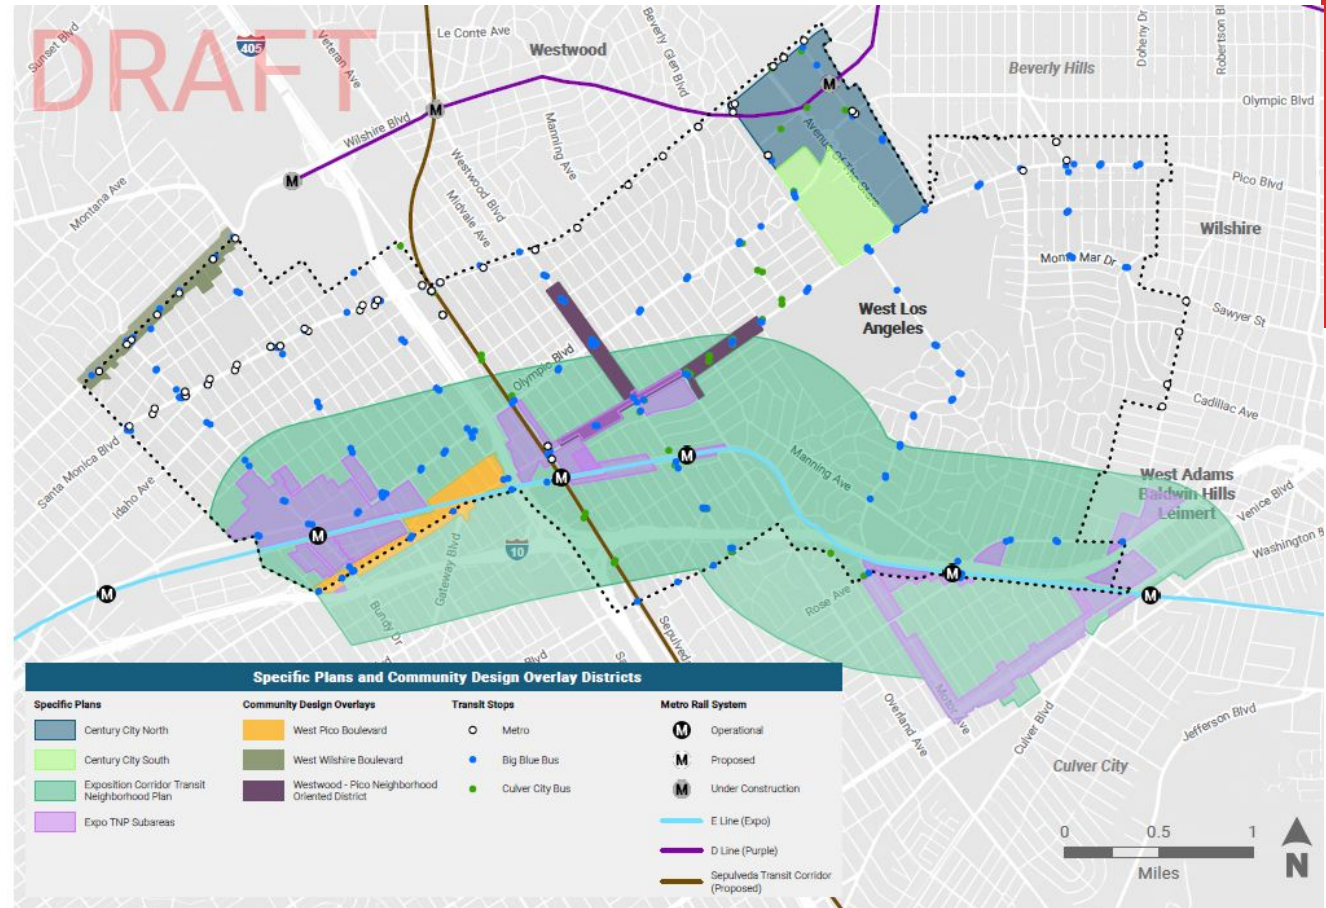 DRAFT
Sunset Blvd
405
Veteran Ave
Le Conte Ave
Westwood
Beverly Glen Blvd
Doheny Dr
Beverly Hills
Olympic Blvd
M
Wilshire Blvd
Manning Ave
Avenue Of The Stars
M
M
Montana Ave
Westwood Blvd
Midvale Ave
Pico Blvd
Wilshire
Monte Mar Dr
West Los
Angeles
Sawyer St
Olympic Blvd
Cadillac Ave
Santa Monica Blvd
Idaho Ave
Manning Ave
West Adams
Baldwin Hills
Leimert
Venice Blvd
M
M
M
10
Gateway Blvd
M
M
M
Rose Ave
Bundy Dr
Motor Ave
Overland Ave
Culver Blvd
Jefferson Blvd
Culver City
Specific Plans and Community Design Overlay Districts
Specific Plans
Century City North
Century City South
Exposition Corridor Transit
Neighborhood Plan
Expo TNP Subareas
Community Design Overlays
West Pico Boulevard
West Wilshire Boulevard
Westwood - Pico Neighborhood
Oriented District
Transit Stops
Metro
Big Blue Bus
Culver City Bus
Metro Rail System
M
Operational
M
Proposed
M
Under Construction
E Line (Expo)
D Line (Purple)
Sepulveda Transit Corridor
(Proposed)
0 0.5 1
Miles
N